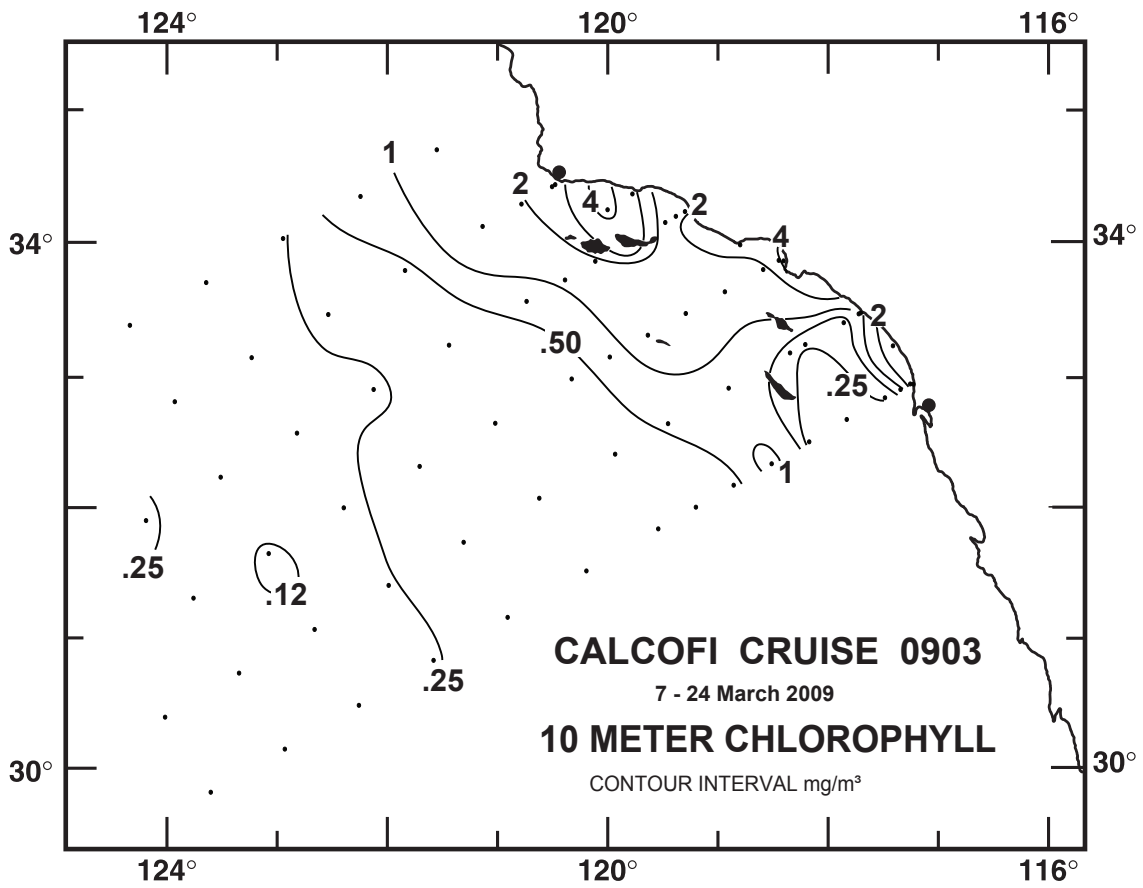 124° 120° 116°
1
2
4
2
34° 4 34°
.50
2
.25
1
.25
.12
.25
CALCOFI CRUISE 0903
7 - 24 March 2009
10 METER CHLOROPHYLL
30° 30°
CONTOUR INTERVAL mg/m³
124° 120° 116°